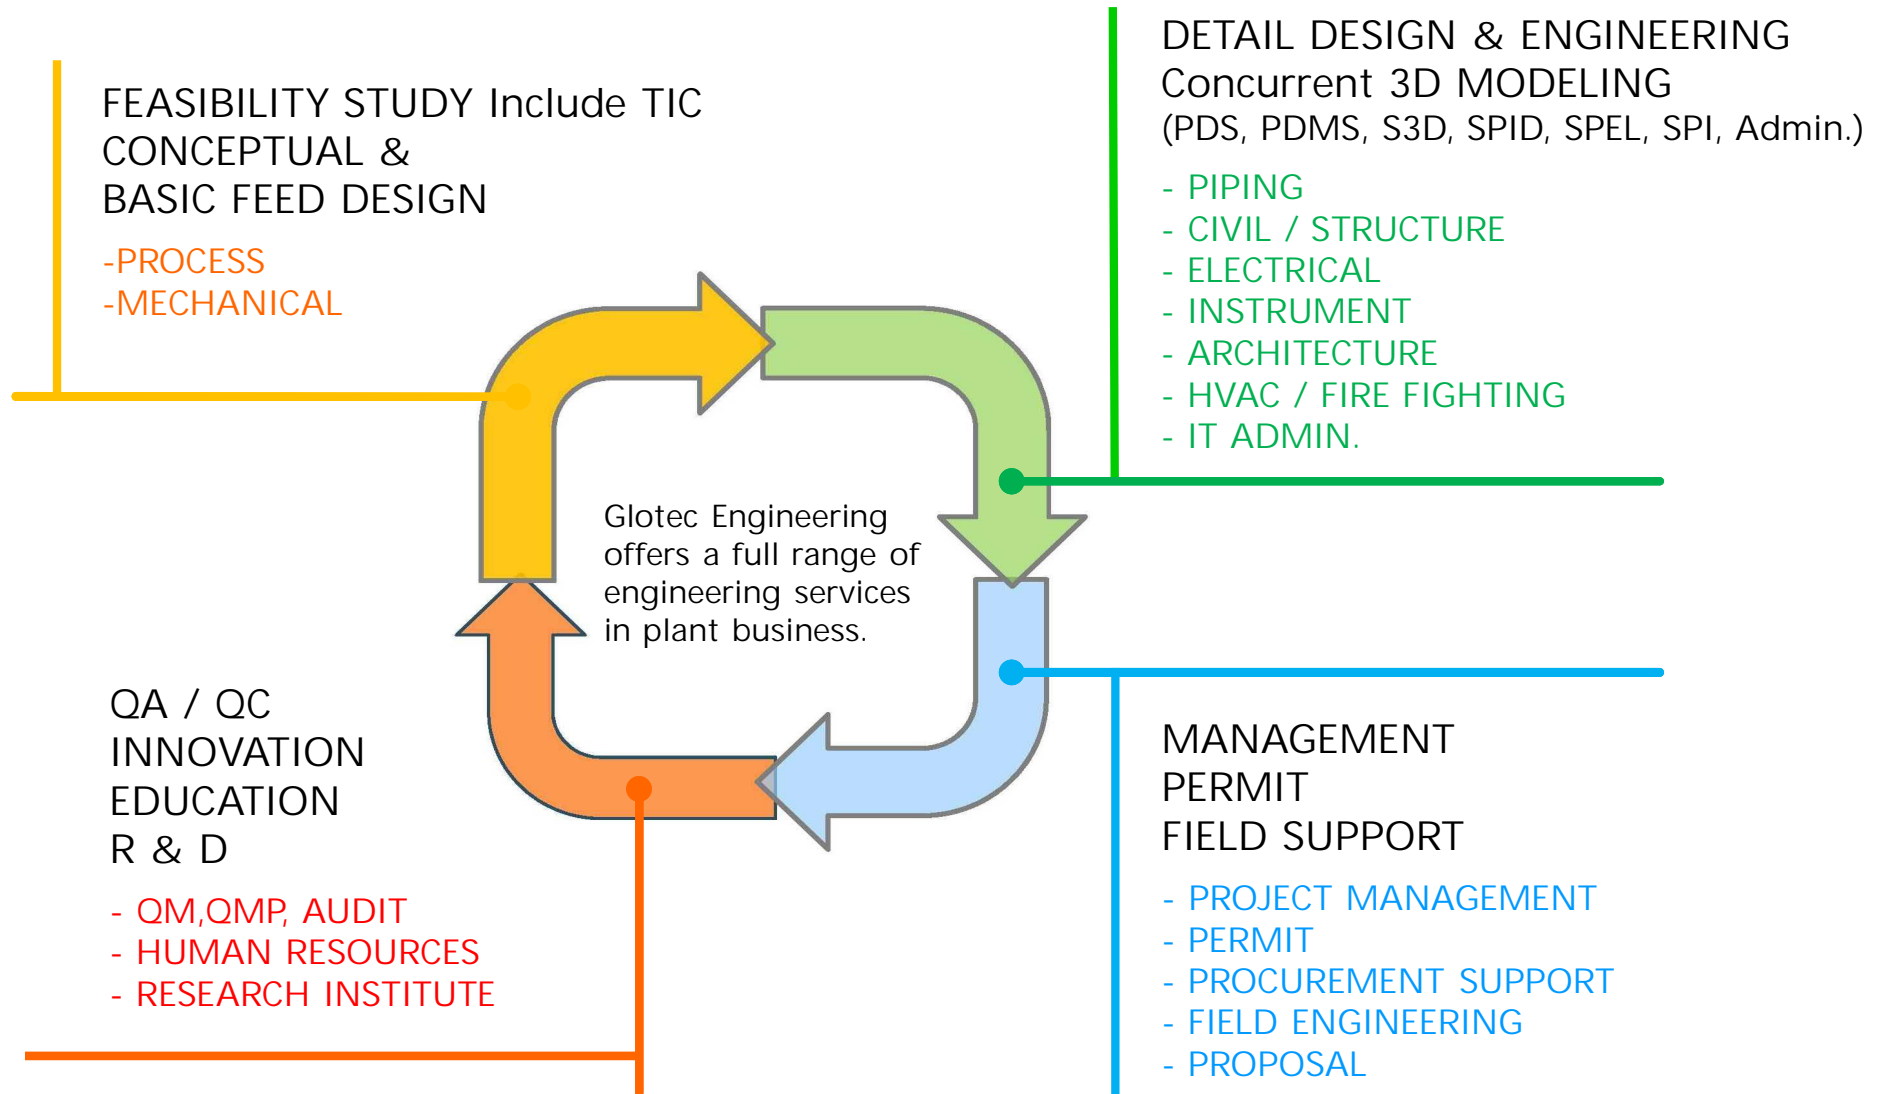 FEASIBILITY STUDY Include TIC
CONCEPTUAL &
BASIC FEED DESIGN
-PROCESS
-MECHANICAL
DETAIL DESIGN & ENGINEERING
Concurrent 3D MODELING
(PDS, PDMS, S3D, SPID, SPEL, SPI, Admin.)
- PIPING
- CIVIL / STRUCTURE
- ELECTRICAL
- INSTRUMENT
- ARCHITECTURE
- HVAC / FIRE FIGHTING
- IT ADMIN.
Glotec Engineering
offers a full range of
engineering services
in plant business.
QA / QC
INNOVATION
EDUCATION
R & D
- QM,QMP, AUDIT
- HUMAN RESOURCES
- RESEARCH INSTITUTE
MANAGEMENT
PERMIT
FIELD SUPPORT
- PROJECT MANAGEMENT
- PERMIT
- PROCUREMENT SUPPORT
- FIELD ENGINEERING
- PROPOSAL